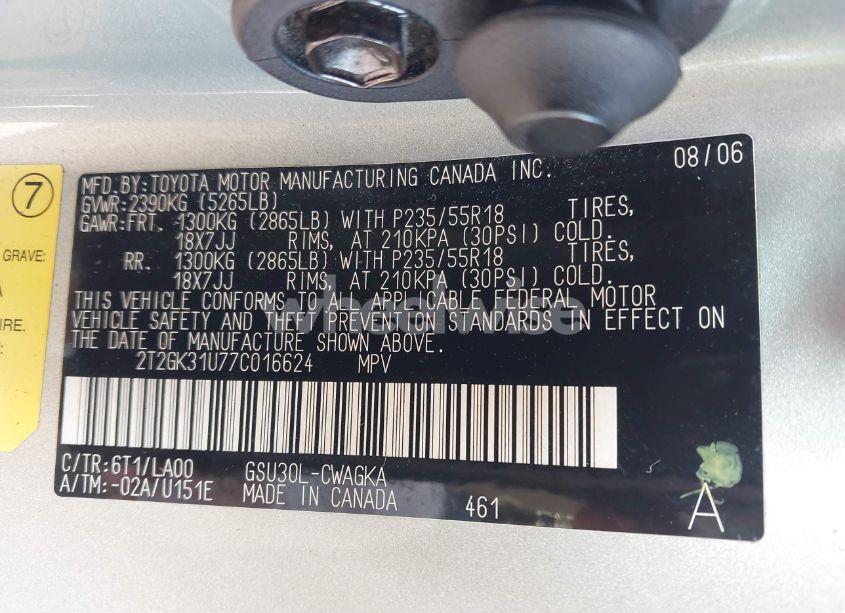 7
GRAVE:
A
URE.
:
08/06
MFD.BY:TOYOTA MOTOR MANUFACTURING CANADA INC.
GVWR:2390KG (5265LB)
GAWR:FRT. 1300KG (2865LB) WITH P235/55R18 TIRES,
18X7JJ RIMS, AT 210KPA (30PSI) COLD.
RR. 1300KG (2865LB) WITH P235/55R18 TIRES,
18X7JJ RIMS, AT 210KPA (30PSI) COLD.
THIS VEHICLE CONFORMS TO ALL APPLICABLE FEDERAL MOTOR
VEHICLE SAFETY AND THEFT PREVENTION STANDARDS IN EFFECT ON
THE DATE OF MANUFACTURE SHOWN ABOVE.
2T2GK31U77C016624 MPV
C/TR:6T1/LA00 GSU30L-CWAGKA
A/TM:-02A/U151E MADE IN CANADA 461
A
wheelwise